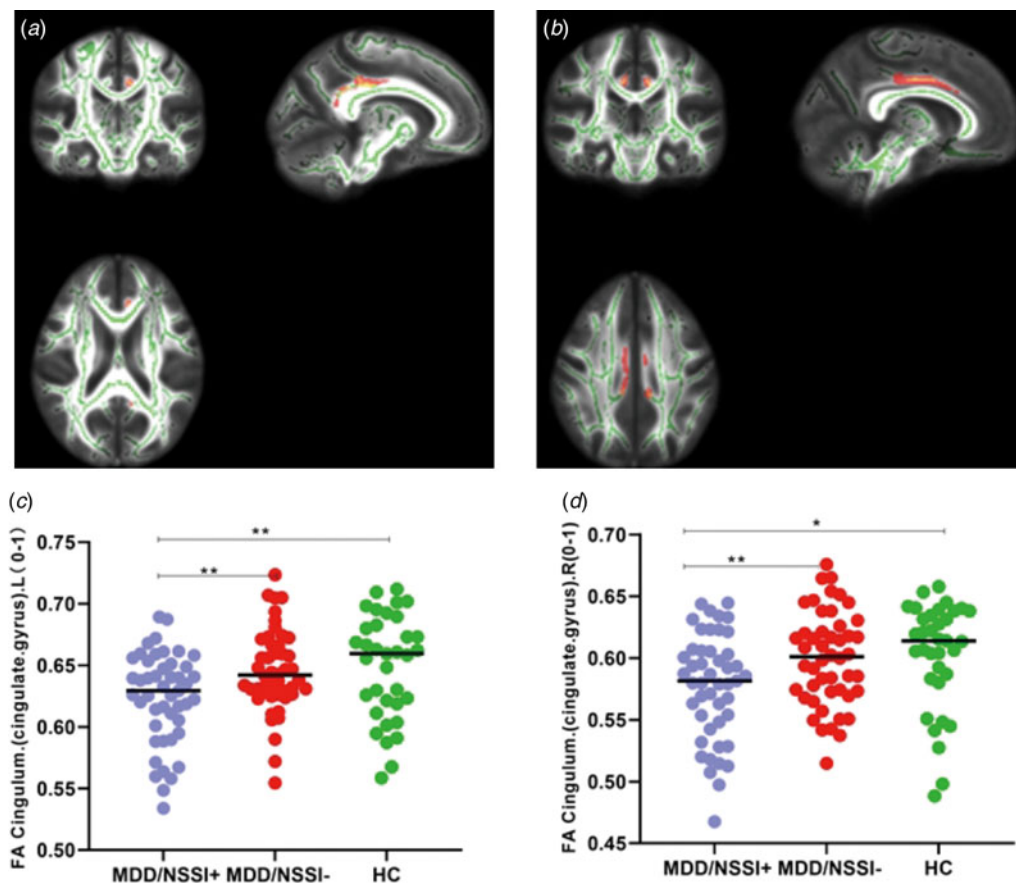 (a)
(b)
(c)
(d)
FA Cingulum.(cingulate.gyrus).L( 0-1)
0.75
0.70
0.65
0.60
0.55
0.50
**
**
MDD/NSSI+ MDD/NSSI- HC
FA Cingulum.(cingulate.gyrus).R(0-1)
0.70
0.65
0.60
0.55
0.50
0.45
*
**
MDD/NSSI+ MDD/NSSI- HC